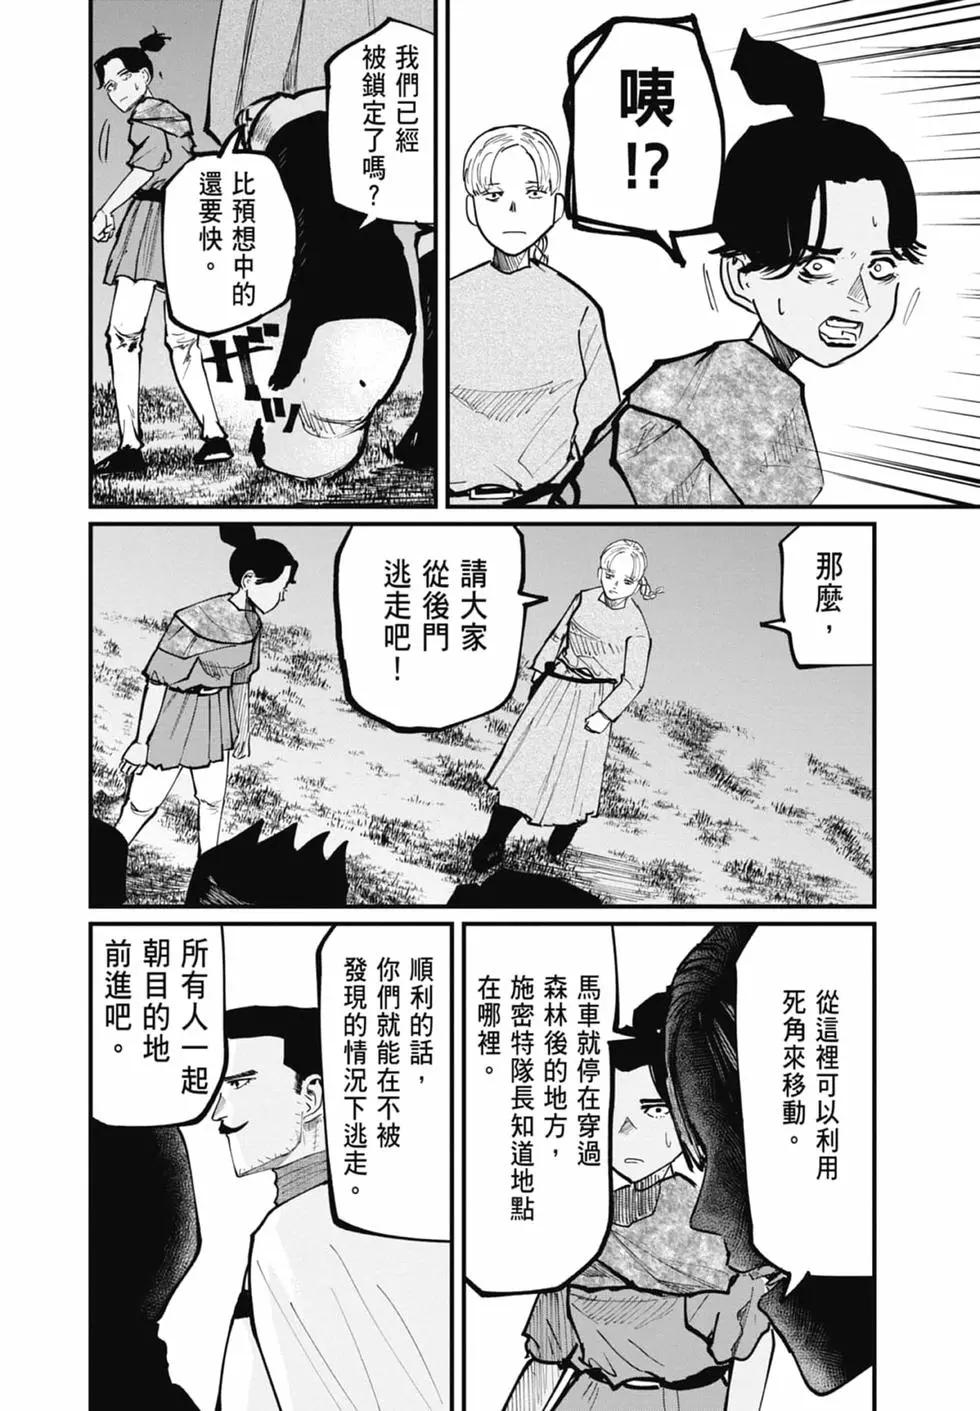 咦
!?
我們已經
被鎖定了嗎？
比預想中的
還要快。
ザザッ
那麼，
請大家
從後門
逃走吧！
從這裡可以利用
死角來移動。
馬車就停在穿過
森林後的地方，
施密特隊長知道地點
在哪裡。
順利的話，
你們就能在不被
發現的情況下逃走。
所有人一起
朝目的地
前進吧。